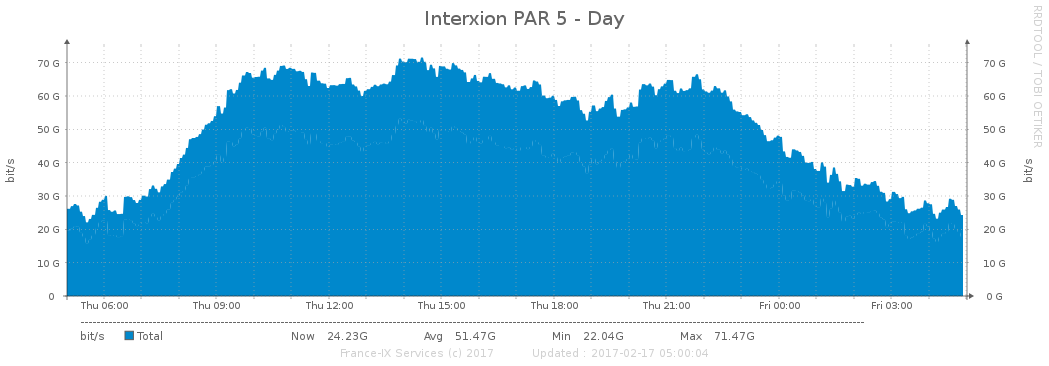 Interxion PAR 5 - Day
RRDTOOL / TOBI OETIKER
bit/s
70 G
60 G
50 G
40 G
30 G
20 G
10 G
0
70 G
60 G
50 G
40 G
30 G
20 G
10 G
0 G
bit/s
Thu 06:00 Thu 09:00 Thu 12:00 Thu 15:00 Thu 18:00 Thu 21:00 Fri 00:00 Fri 03:00
bit/s Total Now 24.23G Avg 51.47G Min 22.04G Max 71.47G
France-IX Services (c) 2017 Updated : 2017-02-17 05:00:04